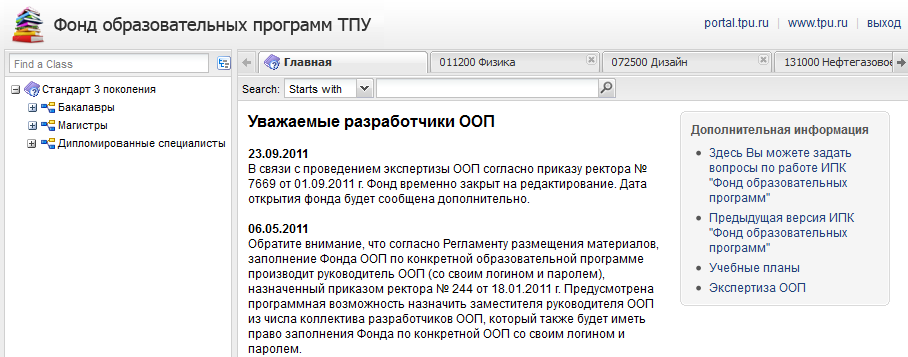 Фонд образовательных программ ТПУ
portal.tpu.ru | www.tpu.ru | выход
Find a Class
Стандарт 3 поколения
Бакалавры
Магистры
Дипломированные специалисты
Главная
011200 Физика
072500 Дизайн
131000 Нефтегазовое
Search: Starts with
Уважаемые разработчики ООП
23.09.2011
В связи с проведением экспертизы ООП согласно приказу ректора №
7669 от 01.09.2011 г. Фонд временно закрыт на редактирование. Дата
открытия фонда будет сообщена дополнительно.
06.05.2011
Обратите внимание, что согласно Регламенту размещения материалов,
заполнение Фонда ООП по конкретной образовательной программе
производит руководитель ООП (со своим логином и паролем),
назначенный приказом ректора № 244 от 18.01.2011 г. Предусмотрена
программная возможность назначить заместителя руководителя ООП
из числа коллектива разработчиков ООП, который также будет иметь
право заполнения Фонда по конкретной ООП со своим логином и
паролем.
Дополнительная информация
Здесь Вы можете задать
вопросы по работе ИПК
"Фонд образовательных
программ"
Предыдущая версия ИПК
"Фонд образовательных
программ"
Учебные планы
Экспертиза ООП